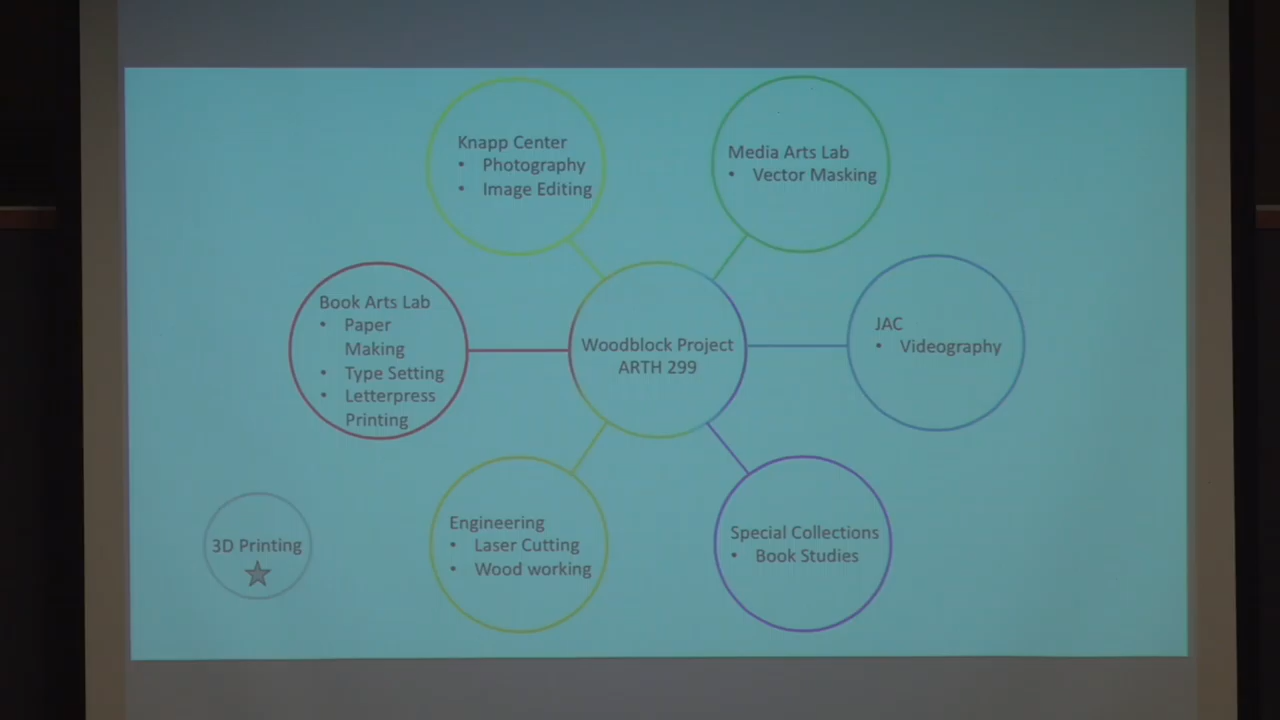 Knapp Center
• Photography
• Image Editing
Media Arts Lab
• Vector Masking
Book Arts Lab
• Paper
Making
• Type Setting
• Letterpress
Printing
Woodblock Project
ARTH 299
JAC
• Videography
3D Printing
Engineering
• Laser Cutting
• Wood working
Special Collections
• Book Studies